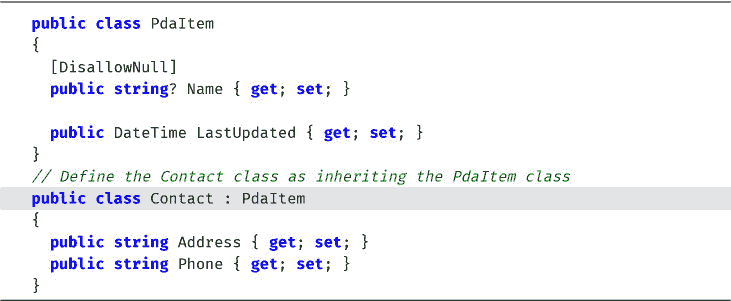 public class PdaItem
{
  [DisallowNull]
  public string? Name { get; set; }

  public DateTime LastUpdated { get; set; }
}
// Define the Contact class as inheriting the PdaItem class
public class Contact : PdaItem
{
  public string Address { get; set; }
  public string Phone { get; set; }
}